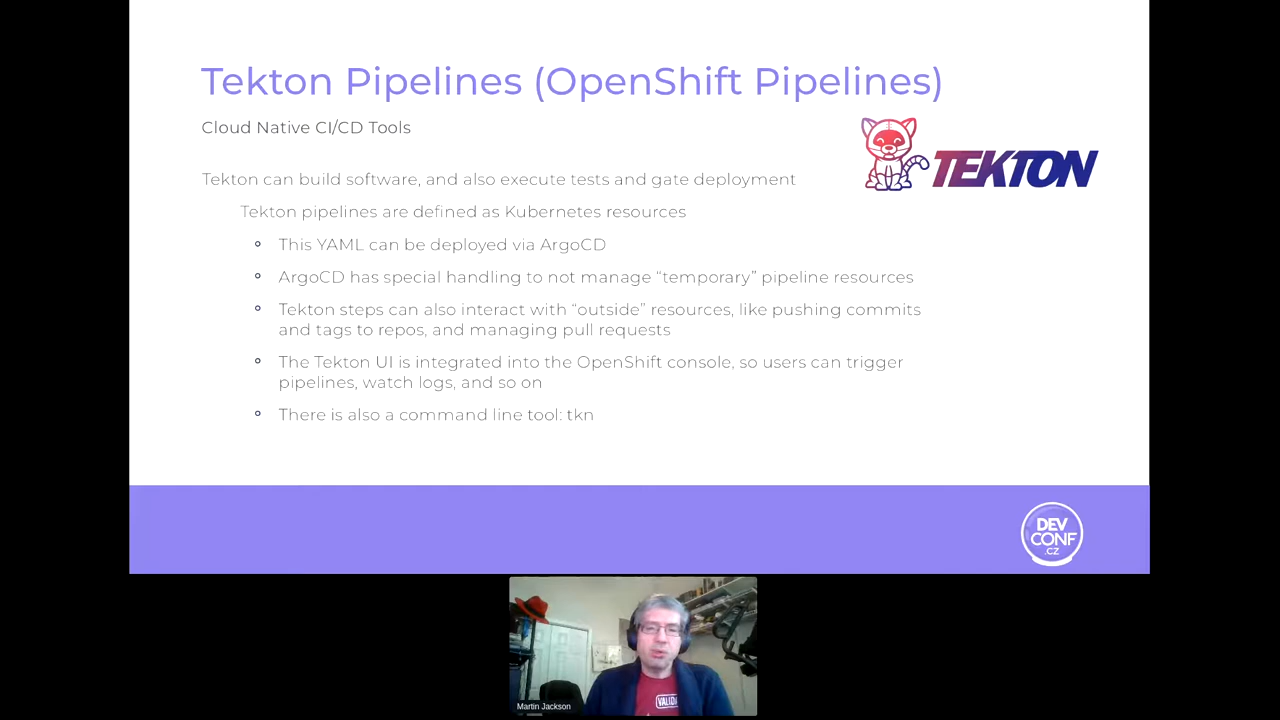 Tekton Pipelines (OpenShift Pipelines)
Cloud Native CI/CD Tools
TEKTON
Tekton can build software, and also execute tests and gate deployment
Tekton pipelines are defined as Kubernetes resources
This YAML can be deployed via ArgoCD
ArgoCD has special handling to not manage “temporary” pipeline resources
Tekton steps can also interact with “outside” resources, like pushing commits
and tags to repos, and managing pull requests
The Tekton UI is integrated into the OpenShift console, so users can trigger
pipelines, watch logs, and so on
There is also a command line tool: tkn
DEV
CONF
.CZ
Martin Jackson